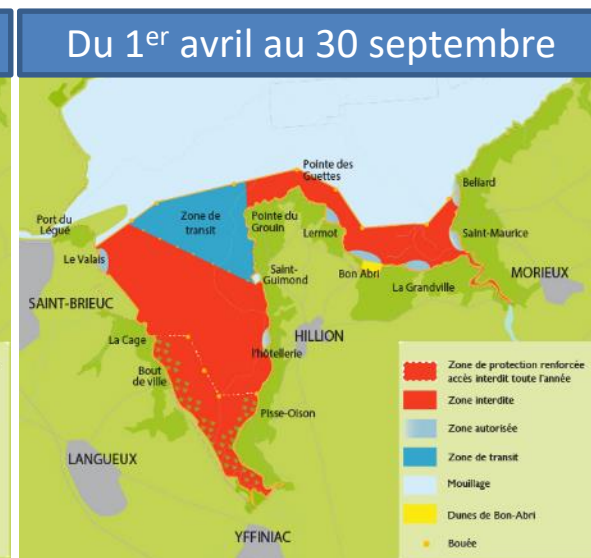 Du 1er avril au 30 septembre
Pointe des
Guettes
Beliard
Port du
Légué
Zone de
transit
Pointe du
Grouin
Lermot
Saint-Maurice
Le Valais
Saint-
Guimond
Bon Abri
MORIEUX
La Grandville
SAINT-BRIEUC
HILLION
La Cage
l'hôtellerie
Bout
de ville
Pisse-Oison
LANGUEUX
YFFINIAC
Zone de protection renforcée
accès interdit toute l'année
Zone interdite
Zone autorisée
Zone de transit
Mouillage
Dunes de Bon-Abri
Bouée